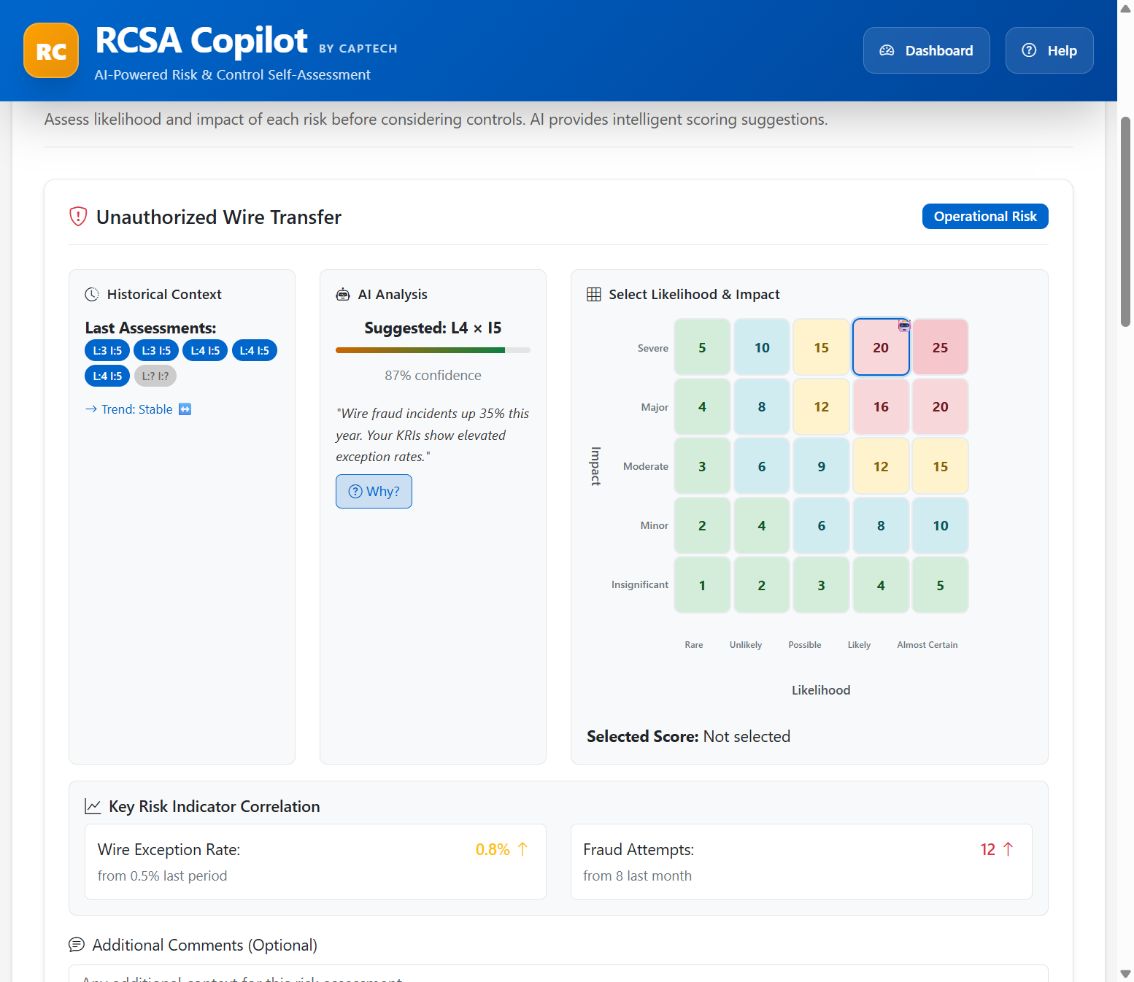 RC
RCSA Copilot BY CAPTECH
AI-Powered Risk & Control Self-Assessment
Dashboard
Help
Assess likelihood and impact of each risk before considering controls. AI provides intelligent scoring suggestions.
Unauthorized Wire Transfer
Operational Risk
Historical Context
Last Assessments:
L:3 I:5 L:3 I:5 L:4 I:5 L:4 I:5
L:4 I:5 L:? I:?
→ Trend: Stable ↔
AI Analysis
Suggested: L4 × I5
87% confidence
"Wire fraud incidents up 35% this
year. Your KRIs show elevated
exception rates."
Why?
Select Likelihood & Impact
Impact
Severe 5 10 15 20 25
Major 4 8 12 16 20
Moderate 3 6 9 12 15
Minor 2 4 6 8 10
Insignificant 1 2 3 4 5
Rare Unlikely Possible Likely Almost Certain
Likelihood
Selected Score: Not selected
Key Risk Indicator Correlation
Wire Exception Rate: 0.8% ↑
from 0.5% last period
Fraud Attempts: 12 ↑
from 8 last month
Additional Comments (Optional)
Any additional context for this risk assessment